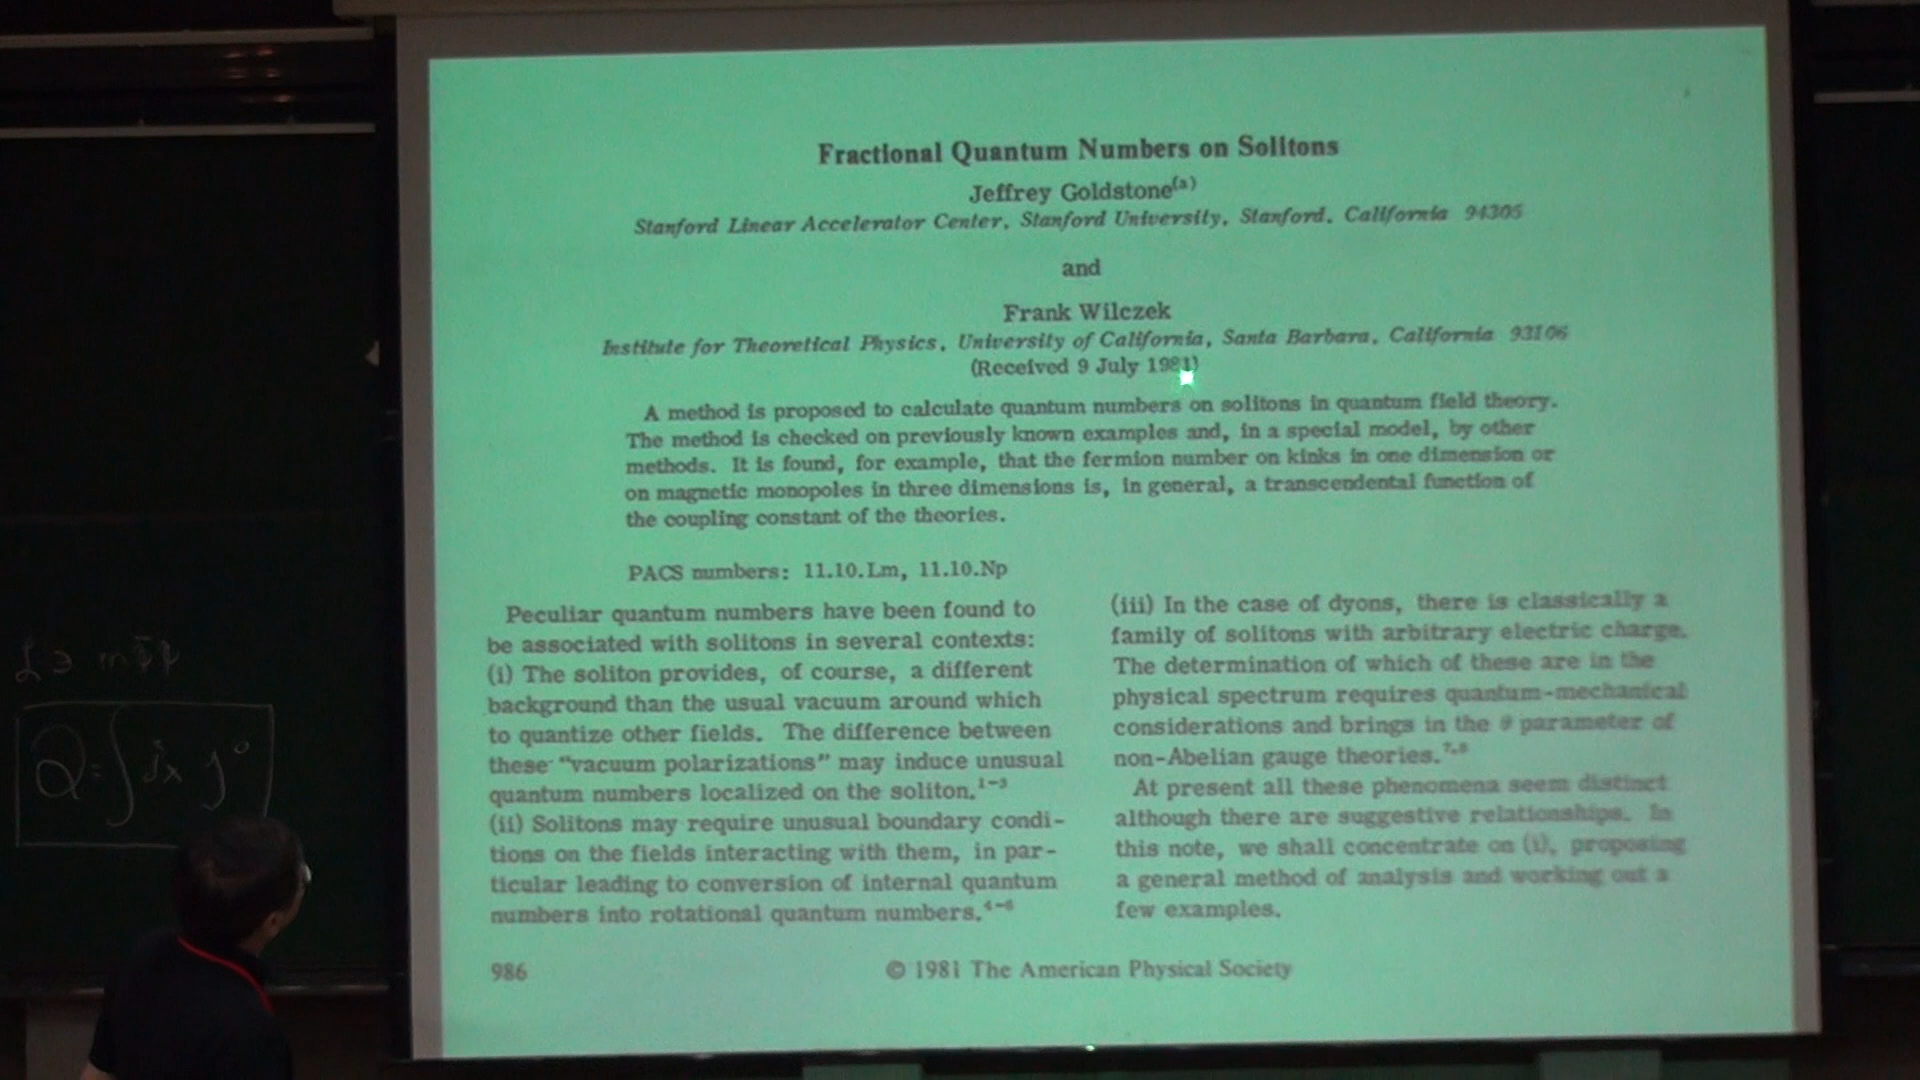 Fractional Quantum Numbers on Solitons
Jeffrey Goldstone(a)
Stanford Linear Accelerator Center, Stanford University, Stanford, California 94305
and
Frank Wilczek
Institute for Theoretical Physics, University of California, Santa Barbara, California 93106
(Received 9 July 1981)
A method is proposed to calculate quantum numbers on solitons in quantum field theory.
The method is checked on previously known examples and, in a special model, by other
methods. It is found, for example, that the fermion number on kinks in one dimension or
on magnetic monopoles in three dimensions is, in general, a transcendental function of
the coupling constant of the theories.
PACS numbers: 11.10.Lm, 11.10.Np
Peculiar quantum numbers have been found to
be associated with solitons in several contexts:
(i) The soliton provides, of course, a different
background than the usual vacuum around which
to quantize other fields. The difference between
these "vacuum polarizations" may induce unusual
quantum numbers localized on the soliton.1-3
(ii) Solitons may require unusual boundary condi-
tions on the fields interacting with them, in par-
ticular leading to conversion of internal quantum
numbers into rotational quantum numbers.4-6
(iii) In the case of dyons, there is classically a
family of solitons with arbitrary electric charge.
The determination of which of these are in the
physical spectrum requires quantum-mechanical
considerations and brings in the θ parameter of
non-Abelian gauge theories.7-8
At present all these phenomena seem distinct
although there are suggestive relationships. In
this note, we shall concentrate on (i), proposing
a general method of analysis and working out a
few examples.
986
© 1981 The American Physical Society
Q = ∫ dx j⁰